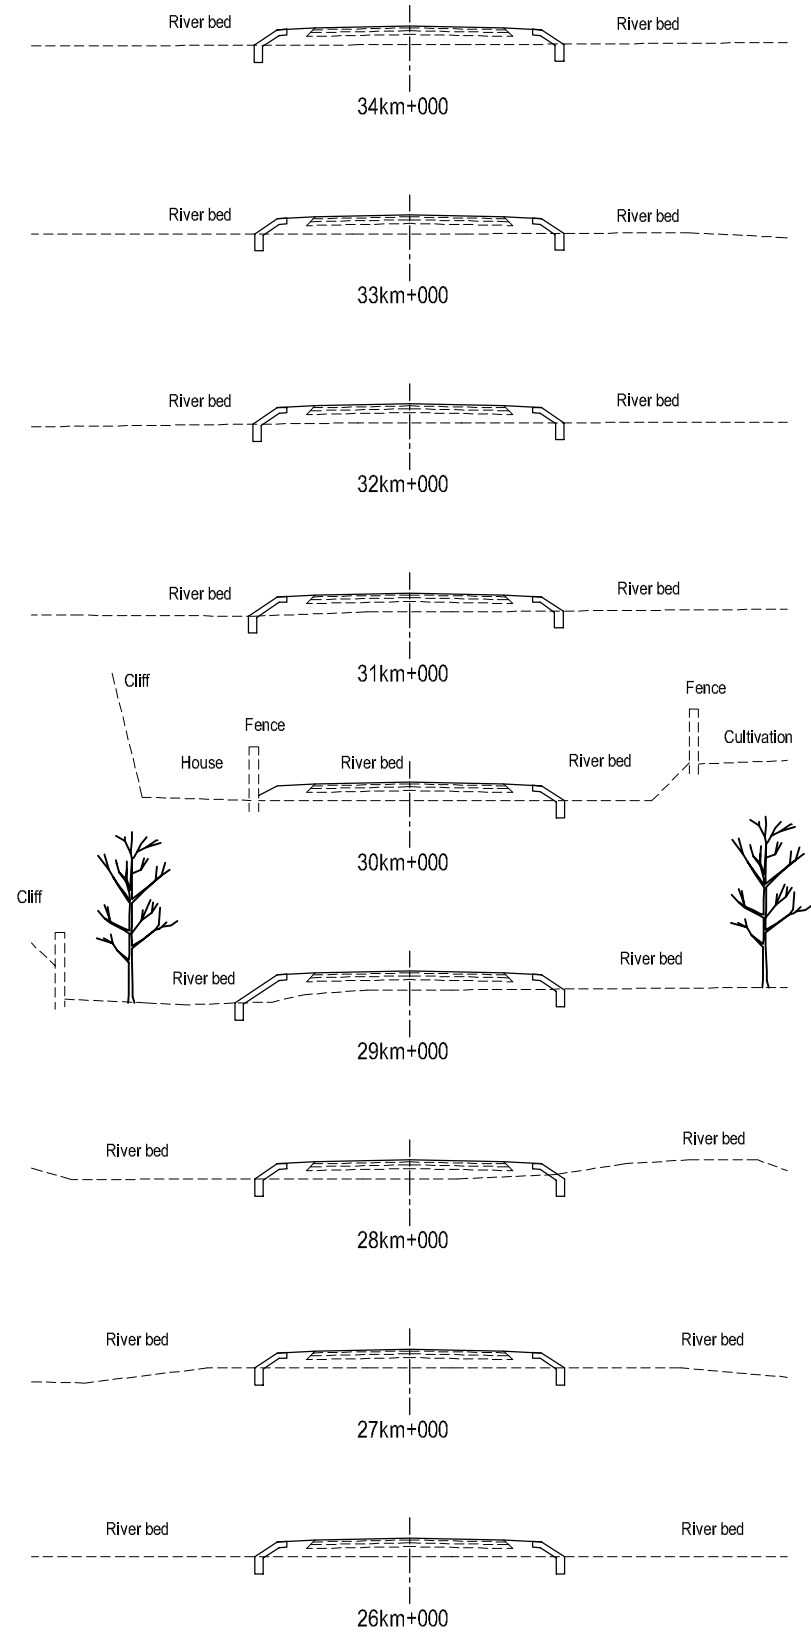 River bed
River bed
34km+000
River bed
River bed
33km+000
River bed
River bed
32km+000
River bed
River bed
31km+000
Cliff
Fence
Fence
House
River bed
River bed
Cultivation
30km+000
Cliff
River bed
River bed
29km+000
River bed
River bed
28km+000
River bed
River bed
27km+000
River bed
River bed
26km+000